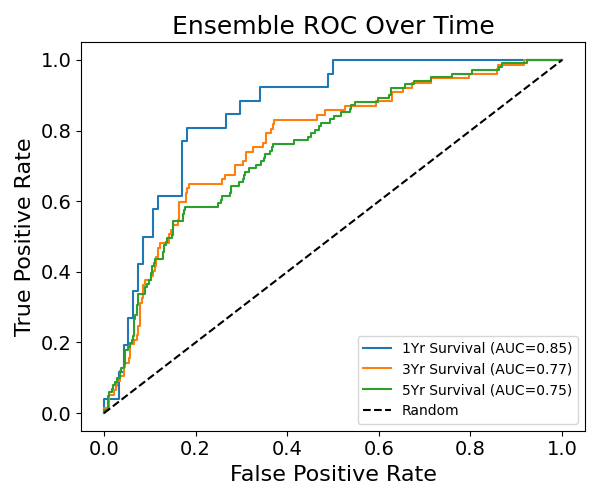 Ensemble ROC Over Time
True Positive Rate
1.0
0.8
0.6
0.4
0.2
0.0
1Yr Survival (AUC=0.85)
3Yr Survival (AUC=0.77)
5Yr Survival (AUC=0.75)
Random
0.0 0.2 0.4 0.6 0.8 1.0
False Positive Rate